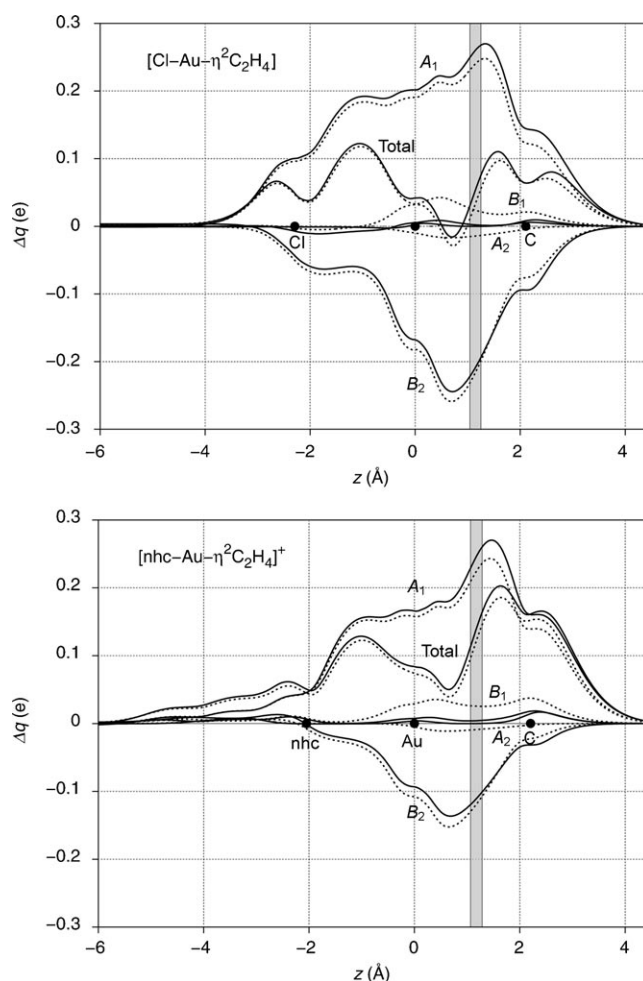 0.3
[Cl–Au–η²C₂H₄]
A₁
0.2
Total
0.1
B₁
Δq (e)
0
Cl
A₂
C
−0.1
−0.2
B₂
−0.3
−6
−4
−2
0
2
4
z (Å)
0.3
[nhc–Au–η²C₂H₄]⁺
A₁
0.2
Total
0.1
B₁
Δq (e)
0
nhc
Au
A₂
C
−0.1
B₂
−0.2
−0.3
−6
−4
−2
0
2
4
z (Å)